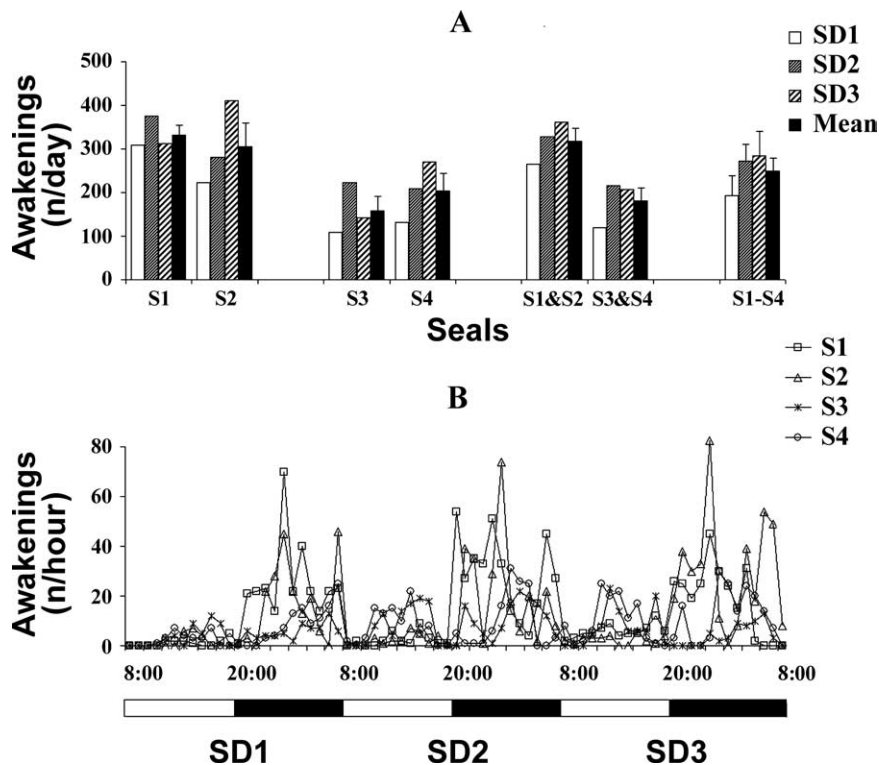 A
SD1
SD2
SD3
Mean
Awakenings
(n/day)
500
400
300
200
100
0
S1 S2 S3 S4 S1&S2 S3&S4 S1-S4
Seals
S1
S2
S3
S4
B
Awakenings
(n/hour)
80
60
40
20
0
8:00 20:00 8:00 20:00 8:00 20:00 8:00
SD1 SD2 SD3